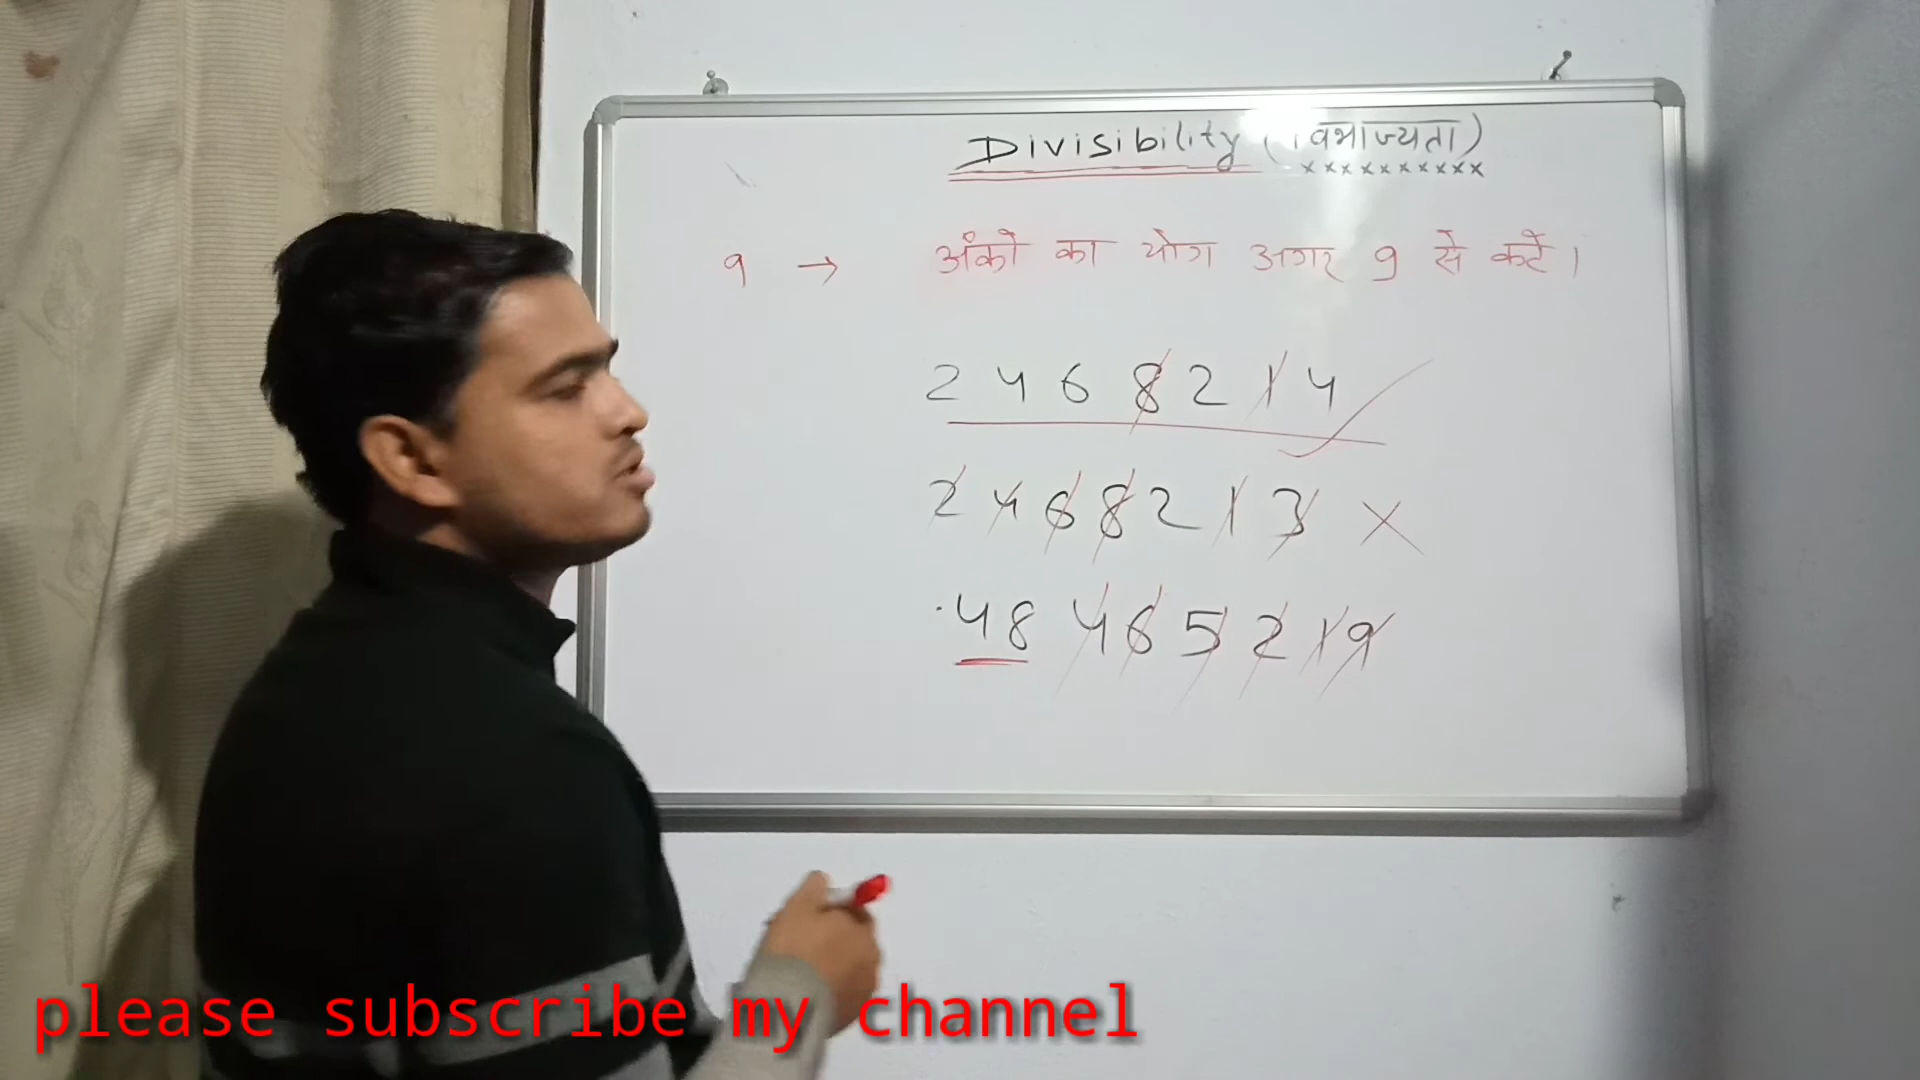 Divisibility (विभाज्यता)
××××××××××
9 → अंको का योग अगर 9 से कटें।
2468214
2468213 ×
48465219
please subscribe my channel